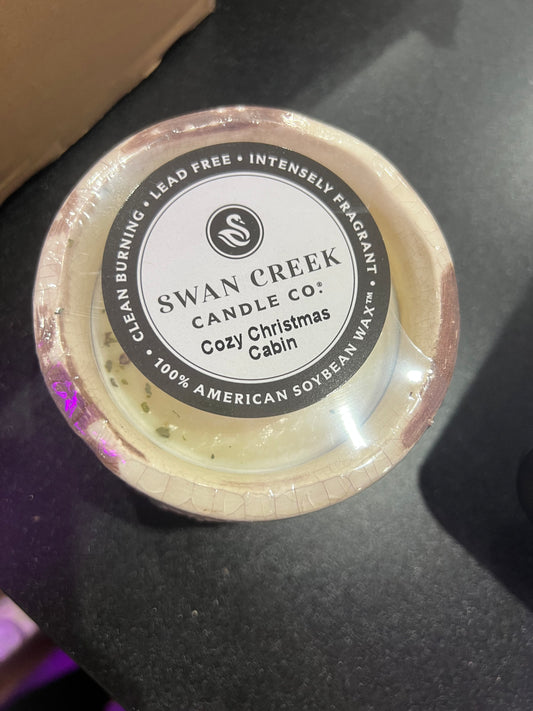 CLEAN BURNING • LEAD FREE • INTENSELY FRAGRANT •
SWAN CREEK
CANDLE CO.®
Cozy Christmas
Cabin
• 100% AMERICAN SOYBEAN WAX™